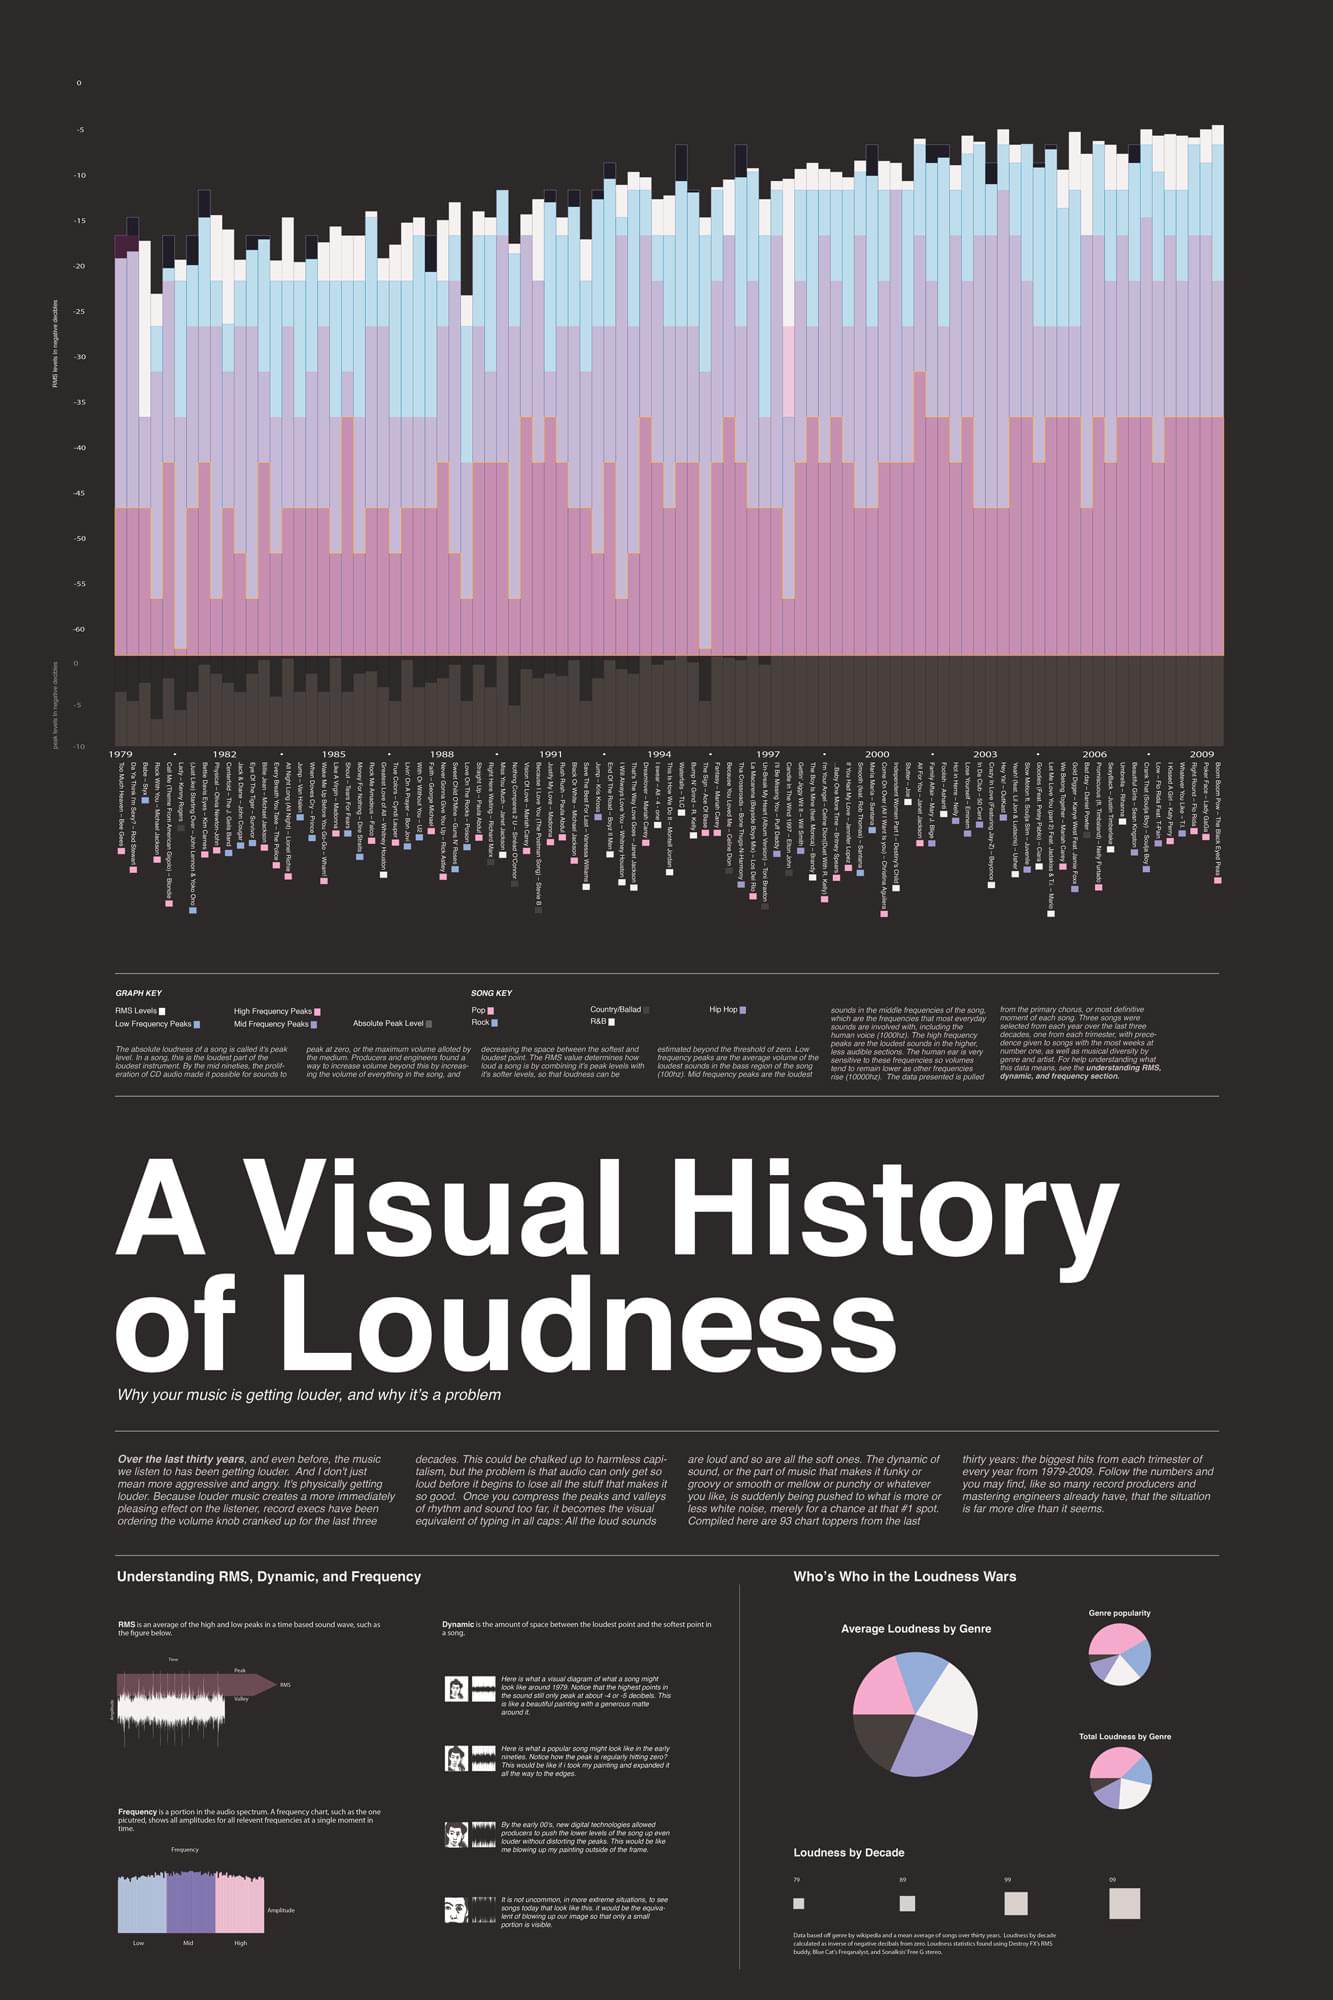 0
-5
-10
-15
-20
-25
-30
-35
-40
-45
-50
-55
-60
RMS levels in negative decibles
0
-5
-10
peak levels in negative decibles
1979 • 1982 • 1985 • 1988 • 1991 • 1994 • 1997 • 2000 • 2003 • 2006 • 2009
Too Much Heaven – Bee Gees
Da Ya Think I'm Sexy? – Rod Stewart
Babe – Styx
Rock With You – Michael Jackson
Call Me (Theme From American Gigolo) – Blondie
Lady – Kenny Rogers
(Just Like) Starting Over – John Lennon & Yoko Ono
Bette Davis Eyes – Kim Carnes
Physical – Olivia Newton-John
Centerfold – The J. Geils Band
Jack & Diane – John Cougar
Eye Of The Tiger – Survivor
Billie Jean – Michael Jackson
Every Breath You Take – The Police
All Night Long (All Night) – Lionel Richie
Jump – Van Halen
When Doves Cry – Prince
Wake Me Up Before You Go-Go – Wham!
Like A Virgin – Madonna
Shout – Tears For Fears
Money For Nothing – Dire Straits
Rock Me Amadeus – Falco
Greatest Love of All – Whitney Houston
True Colors – Cyndi Lauper
Livin' On A Prayer – Bon Jovi
With Or Without You – U2
Faith – George Michael
Never Gonna Give You Up – Rick Astley
Sweet Child O'Mine – Guns N' Roses
Love On The Rocks – Poison
Straight Up – Paula Abdul
Right Here Waiting – Richard Marx
Miss You Much – Janet Jackson
Nothing Compares 2 U – Sinéad O'Connor
Vision Of Love – Mariah Carey
Because I Love You (The Postman Song) – Stevie B
Justify My Love – Madonna
Rush Rush – Paula Abdul
Black Or White – Michael Jackson
Save The Best For Last – Vanessa Williams
Jump – Kris Kross
End Of The Road – Boyz II Men
I Will Always Love You – Whitney Houston
That's The Way Love Goes – Janet Jackson
Dreamlover – Mariah Carey
I swear – All - 4 - One
This Is How We Do It – Montell Jordan
Waterfalls – TLC
Bump N' Grind – R. Kelly
The Sign – Ace Of Base
Fantasy – Mariah Carey
Because You Loved Me – Celine Dion
The Crossroads – Bone Thugs-N-Harmony
La Macarena (Bayside Boys Mix) – Los Del Rio
Un-Break My Heart (Album Version) – Toni Braxton
I'll Be Missing You – Puff Daddy
Candle In The Wind 1997 – Elton John
Gettin' Jiggy Wit It – Will Smith
The Boy Is Mine (feat. Monica) – Brandy
I'm Your Angel – Celine Dion(Duet With R. Kelly)
...Baby One More Time – Britney Spears
If You Had My Love – Jennifer Lopez
Smooth (feat. Rob Thomas) – Santana
Maria Maria – Santana
Come On Over (All I Want Is you) – Christina Aguilera
Independent Women Part I – Destiny's Child
Stutter – Joe
All For You – Janet Jackson
Family Affair – Mary J. Blige
Foolish – Ashanti
Hot in Herre – Nelly
Lose Yourself – Eminem
In Da Club – 50 Cent
Crazy In Love (Featuring Jay-Z) – Beyoncé
Hey Ya! – OutKast
Yeah! (feat. Lil Jon & Ludacris) – Usher
Slow Motion ft. Soulja Slim – Juvenile
Goodies (Feat. Petey Pablo) – Ciara
We Belong Together – Mariah Carey
Gold Digger – Kanye West Feat. Jamie Foxx
Bad day – Daniel Powter
Promiscuous (ft. Timbaland) – Nelly Furtado
SexyBack – Justin Timberlake
Umbrella – Rihanna
Beautiful Girls – Sean Kingston
Crank That (Soulja Boy) – Soulja Boy
Low – Flo Rida Feat. T-Pain
I Kissed A Girl – Katy Perry
Whatever You Like – T.I.
Right Round – Flo Rida
Poker Face – Lady GaGa
Boom Boom Pow – The Black Eyed Peas
GRAPH KEY
RMS Levels
High Frequency Peaks
Low Frequency Peaks
Mid Frequency Peaks
Absolute Peak Level
SONG KEY
Pop
Country/Ballad
Hip Hop
Rock
R&B
The absolute loudness of a song is called it's peak
level. In a song, this is the loudest part of the
loudest instrument. By the mid nineties, the prolif-
eration of CD audio made it possible for sounds to
peak at zero, or the maximum volume alloted by
the medium. Producers and engineers found a
way to increase volume beyond this by increas-
ing the volume of everything in the song, and
decreasing the space between the softest and
loudest point. The RMS value determines how
loud a song is by combining it's peak levels with
it's softer levels, so that loudness can be
estimated beyond the threshold of zero. Low
frequency peaks are the average volume of the
loudest sounds in the bass region of the song
(100hz). Mid frequency peaks are the loudest
sounds in the middle frequencies of the song,
which are the frequencies that most everyday
sounds are involved with, including the
human voice (1000hz). The high frequency
peaks are the loudest sounds in the higher,
less audible sections. The human ear is very
sensitive to these frequencies so volumes
tend to remain lower as other frequencies
rise (10000hz). The data presented is pulled
from the primary chorus, or most definitive
moment of each song. Three songs were
selected from each year over the last three
decades, one from each trimester, with prece-
dence given to songs with the most weeks at
number one, as well as musical diversity by
genre and artist. For help understanding what
this data means, see the understanding RMS,
dynamic, and frequency section.
A Visual History
of Loudness
Why your music is getting louder, and why it's a problem
Over the last thirty years, and even before, the music
we listen to has been getting louder. And I don't just
mean more aggressive and angry. It's physically getting
louder. Because louder music creates a more immediately
pleasing effect on the listener, record execs have been
ordering the volume knob cranked up for the last three
decades. This could be chalked up to harmless capi-
talism, but the problem is that audio can only get so
loud before it begins to lose all the stuff that makes it
so good. Once you compress the peaks and valleys
of rhythm and sound too far, it becomes the visual
equivalent of typing in all caps: All the loud sounds
are loud and so are all the soft ones. The dynamic of
sound, or the part of music that makes it funky or
groovy or smooth or mellow or punchy or whatever
you like, is suddenly being pushed to what is more or
less white noise, merely for a chance at that #1 spot.
Compiled here are 93 chart toppers from the last
thirty years: the biggest hits from each trimester of
every year from 1979-2009. Follow the numbers and
you may find, like so many record producers and
mastering engineers already have, that the situation
is far more dire than it seems.
Understanding RMS, Dynamic, and Frequency
RMS is an average of the high and low peaks in a time based sound wave, such as
the figure below.
Time
Peak
RMS
Valley
Amplitude
Frequency is a portion in the audio spectrum. A frequency chart, such as the one
picutred, shows all amplitudes for all relevent frequencies at a single moment in
time.
Frequency
Amplitude
Low
Mid
High
Dynamic is the amount of space between the loudest point and the softest point in
a song.
Here is what a visual diagram of what a song might
look like around 1979. Notice that the highest points in
the sound still only peak at about -4 or -5 decibels. This
is like a beautiful painting with a generous matte
around it.
Here is what a popular song might look like in the early
nineties. Notice how the peak is regularly hitting zero?
This would be like if i took my painting and expanded it
all the way to the edges.
By the early 00's, new digital technologies allowed
producers to push the lower levels of the song up even
louder without distorting the peaks. This would be like
me blowing up my painting outside of the frame.
It is not uncommon, in more extreme situations, to see
songs today that look like this. it would be the equiva-
lent of blowing up our image so that only a small
portion is visible.
Who's Who in the Loudness Wars
Average Loudness by Genre
Genre popularity
Total Loudness by Genre
Loudness by Decade
79
89
99
09
Data based off genre by wikipedia and a mean average of songs over thirty years. Loudness by decade
calculated as inverse of negative decibals from zero. Loudness statistics found using Destroy FX's RMS
buddy, Blue Cat's Freqanalyst, and Sonalksis' Free G stereo.